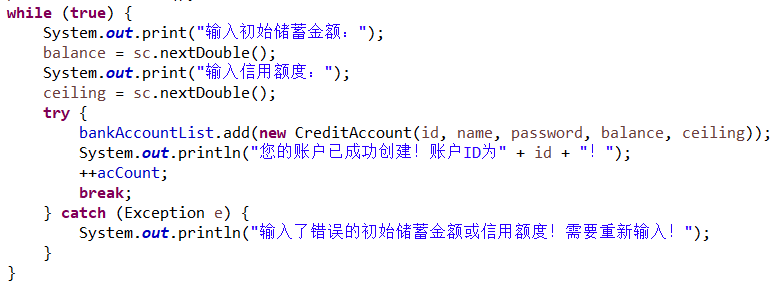 while (true) {
System.out.print("输入初始储蓄金额：");
balance = sc.nextDouble();
System.out.print("输入信用额度：");
ceiling = sc.nextDouble();
try {
bankAccountList.add(new CreditAccount(id, name, password, balance, ceiling));
System.out.println("您的账户已成功创建！账户ID为" + id + "！");
++acCount;
break;
} catch (Exception e) {
System.out.println("输入了错误的初始储蓄金额或信用额度！需要重新输入！");
}
}